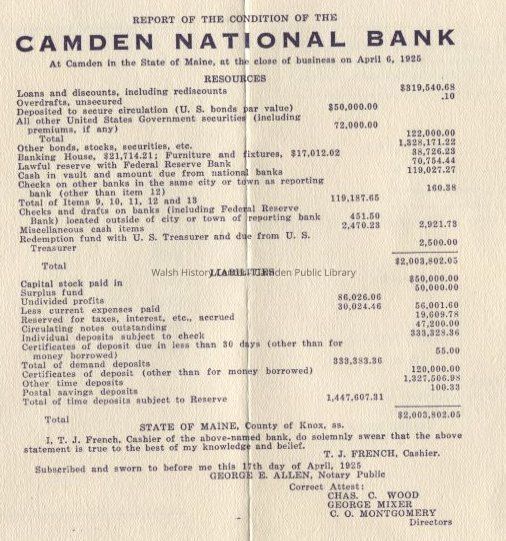 REPORT OF THE CONDITION OF THE
CAMDEN NATIONAL BANK
At Camden in the State of Maine, at the close of business on April 6, 1925
RESOURCES
Loans and discounts, including rediscounts $319,540.68
Overdrafts, unsecured .10
Deposited to secure circulation (U. S. bonds par value) $50,000.00
All other United States Government securities (including
premiums, if any) 72,000.00
Total 122,000.00
Other bonds, stocks, securities, etc. 1,328,171.22
Banking House, $21,714.21; Furniture and fixtures, $17,012.02 38,726.23
Lawful reserve with Federal Reserve Bank 70,754.44
Cash in vault and amount due from national banks 119,027.27
Checks on other banks in the same city or town as reporting
bank (other than item 12) 160.38
Total of Items 9, 10, 11, 12 and 13 119,187.65
Checks and drafts on banks (including Federal Reserve
Bank) located outside of city or town of reporting bank 451.50
Miscellaneous cash items 2,470.23 2,921.73
Redemption fund with U. S. Treasurer and due from U. S.
Treasurer 2,500.00
Total $2,003,802.05
LIABILITIES
Walsh History Camden Public Library
Capital stock paid in $50,000.00
Surplus fund 50,000.00
Undivided profits 86,026.06
Less current expenses paid 30,024.46 56,001.60
Reserved for taxes, interest, etc., accrued 19,609.78
Circulating notes outstanding 47,200.00
Individual deposits subject to check 333,328.36
Certificates of deposit due in less than 30 days (other than for
money borrowed) 55.00
Total of demand deposits 333,383.36
Certificates of deposit (other than for money borrowed) 120,000.00
Other time deposits 1,327,506.98
Postal savings deposits 100.33
Total of time deposits subject to Reserve 1,447,607.31
Total $2,003,802.05
STATE OF MAINE, County of Knox, ss.
I, T. J. French, Cashier of the above-named bank, do solemnly swear that the above
statement is true to the best of my knowledge and belief.
T. J. FRENCH, Cashier.
Subscribed and sworn to before me this 17th day of April, 1925
GEORGE E. ALLEN, Notary Public
Correct Attest:
CHAS. C. WOOD
GEORGE MIXER
C. O. MONTGOMERY
Directors